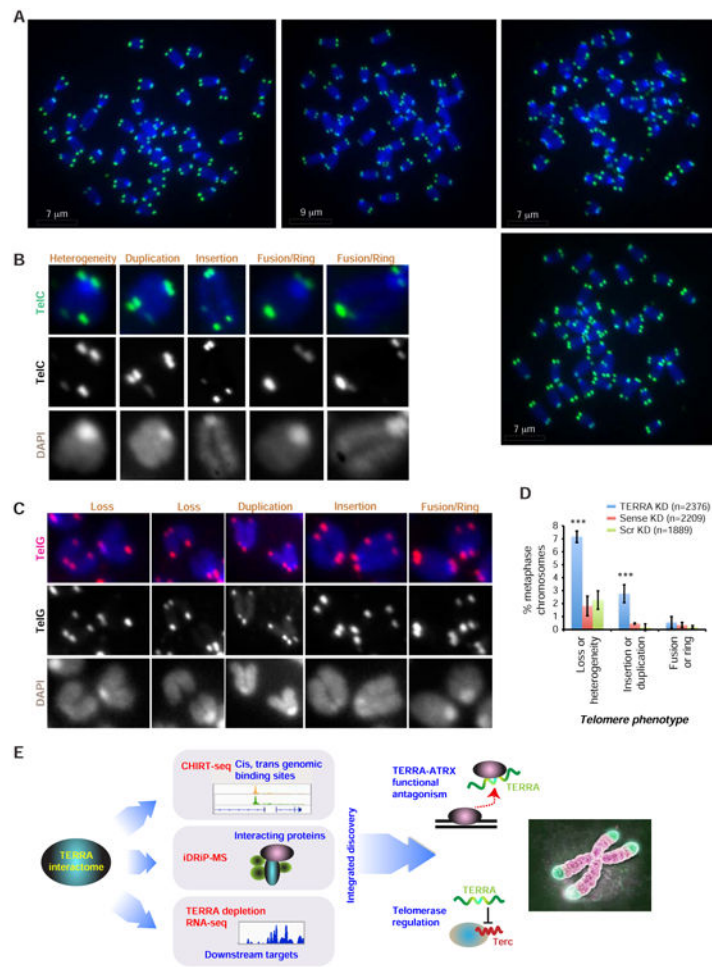 A
7 μm
9 μm
7 μm
7 μm
B
Heterogeneity Duplication Insertion Fusion/Ring Fusion/Ring
TelC
TelC
DAPI
C
Loss Loss Duplication Insertion Fusion/Ring
TelG
TelG
DAPI
D
TERRA KD (n=2376)
Sense KD (n=2209)
Scr KD (n=1889)
% metaphase
chromosomes
8
7
6
5
4
3
2
1
0
***
***
Loss or
heterogeneity
Insertion or
duplication
Fusion
or ring
Telomere phenotype
E
TERRA
interactome
CHIRT-seq
Cis, trans genomic
binding sites
Interacting proteins
iDRiP-MS
TERRA depletion
RNA-seq
Downstream targets
Integrated discovery
TERRA-ATRX
functional
antagonism
TERRA
Telomerase
regulation
TERRA
Terc